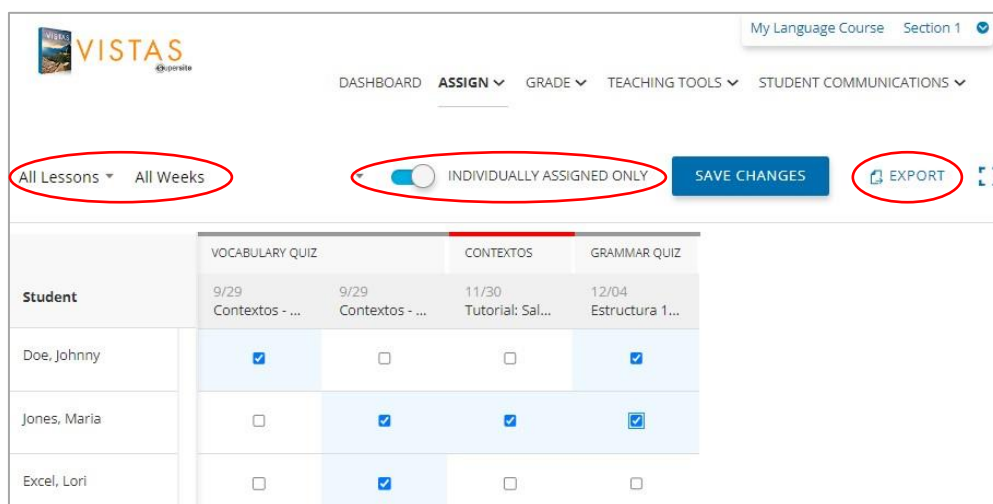 VISTAS
VISTAS
Supersite
My Language Course Section 1
DASHBOARD ASSIGN GRADE TEACHING TOOLS STUDENT COMMUNICATIONS
All Lessons All Weeks INDIVIDUALLY ASSIGNED ONLY SAVE CHANGES EXPORT
VOCABULARY QUIZ CONTEXTOS GRAMMAR QUIZ
Student
9/29 9/29 11/30 12/04
Contextos - ... Contextos - ... Tutorial: Sal... Estructura 1...
Doe, Johnny
Jones, Maria
Excel, Lori